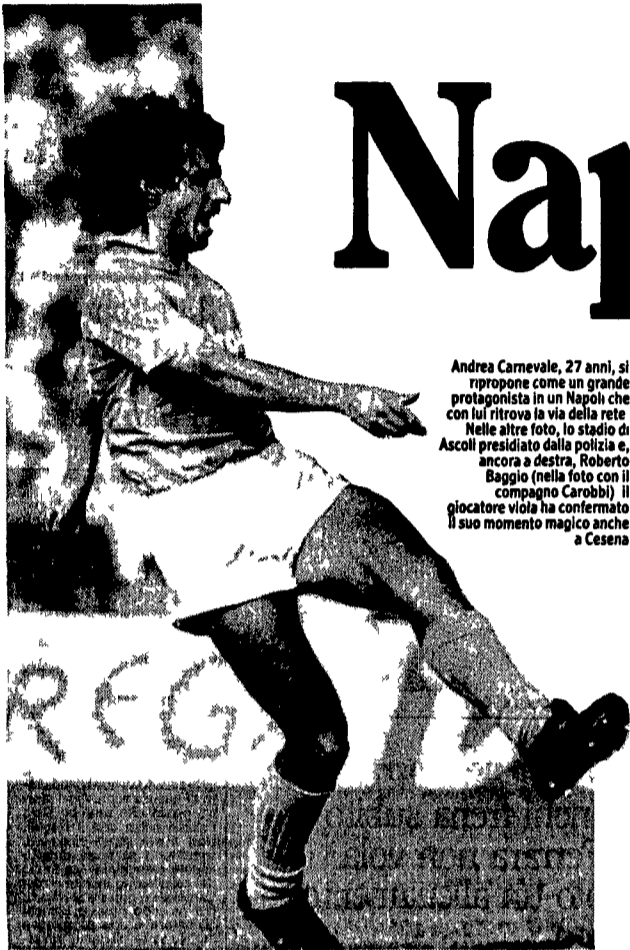 Nap
Andrea Carnevale, 27 anni, si
ripropone come un grande
protagonista in un Napoli che
con lui ritrova la via della rete
Nelle altre foto, lo stadio di
Ascoli presidiato dalla polizia e,
ancora a destra, Roberto
Baggio (nella foto con il
compagno Carobbi) il
giocatore viola ha confermato
il suo momento magico anche
a Cesena
REG